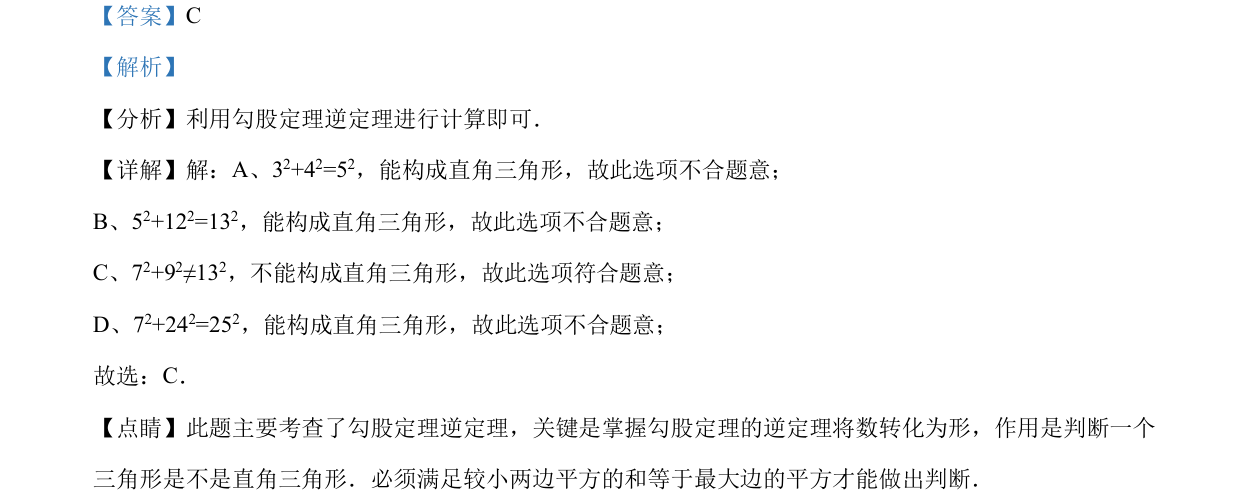 【答案】C
【解析】
【分析】利用勾股定理逆定理进行计算即可．
【详解】解：A、3²+4²=5²，能构成直角三角形，故此选项不合题意；
B、5²+12²=13²，能构成直角三角形，故此选项不合题意；
C、7²+9²≠13²，不能构成直角三角形，故此选项符合题意；
D、7²+24²=25²，能构成直角三角形，故此选项不合题意；
故选：C．
【点睛】此题主要考查了勾股定理逆定理，关键是掌握勾股定理的逆定理将数转化为形，作用是判断一个
三角形是不是直角三角形．必须满足较小两边平方的和等于最大边的平方才能做出判断．